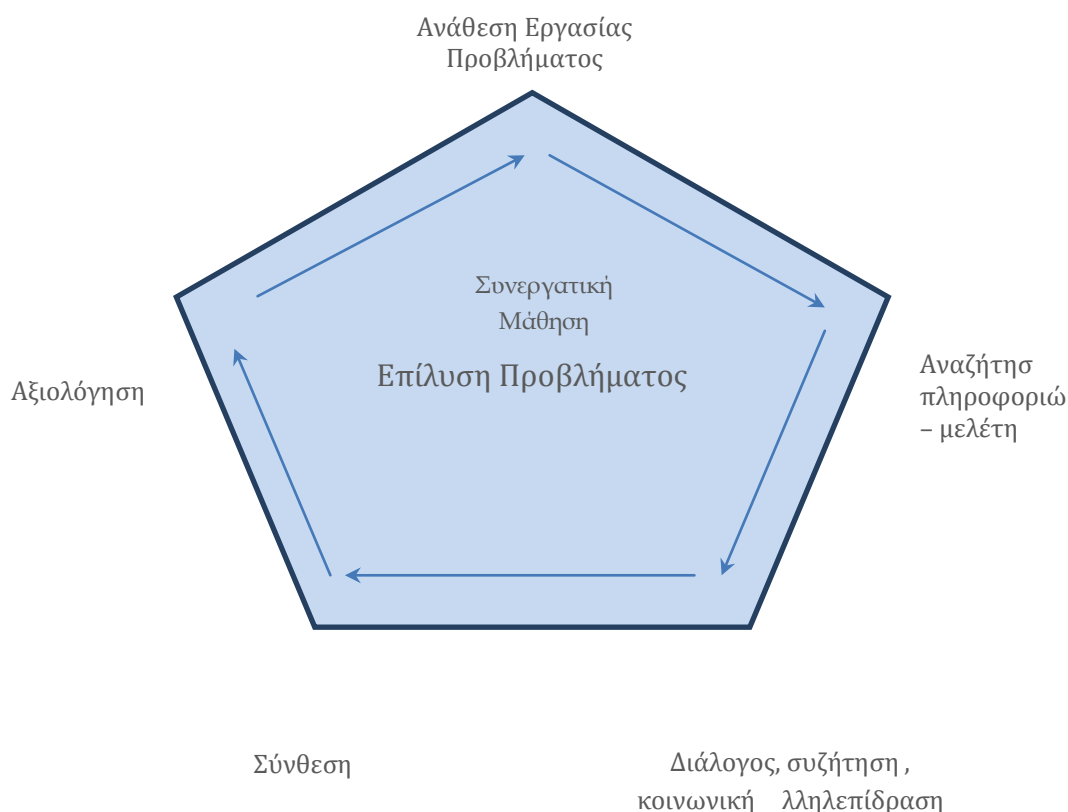 Ανάθεση Εργασίας
Προβλήματος
Συνεργατική
Μάθηση
Επίλυση Προβλήματος
Αξιολόγηση
Αναζήτησ
πληροφοριώ
– μελέτη
Σύνθεση
Διάλογος, συζήτηση ,
κοινωνική λληλεπίδραση